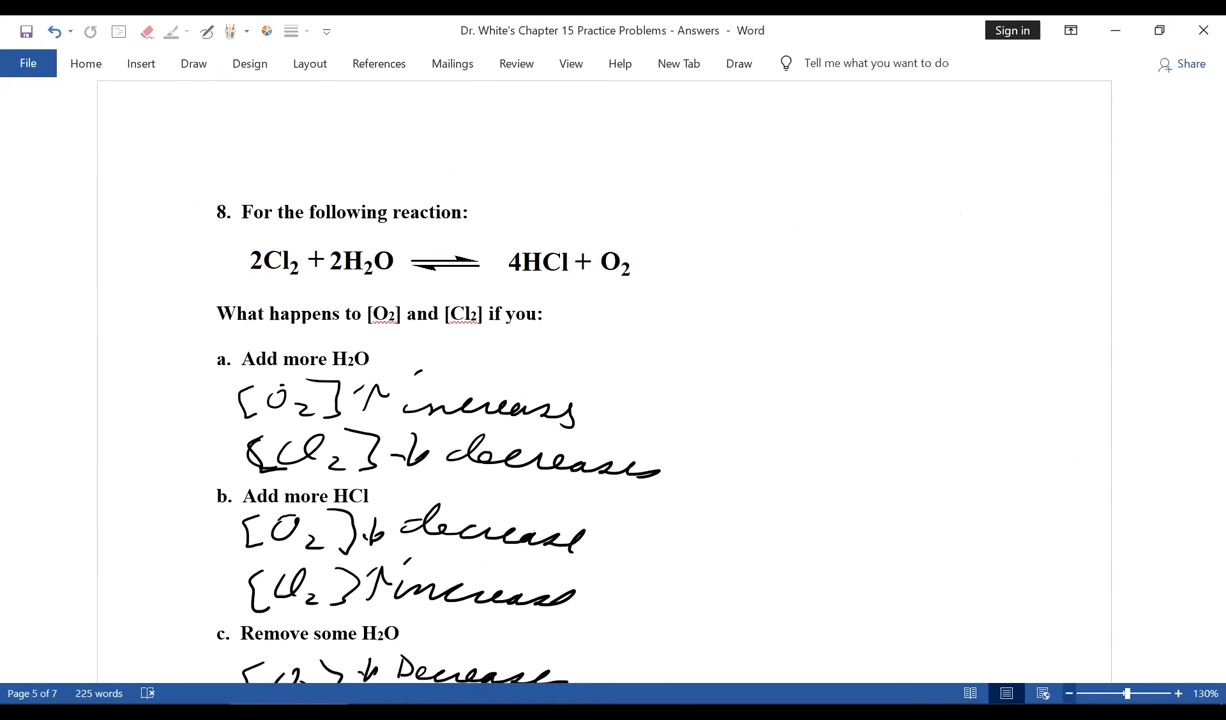 Dr. White's Chapter 15 Practice Problems - Answers - Word
Sign in
File Home Insert Draw Design Layout References Mailings Review View Help New Tab Draw Tell me what you want to do Share
8. For the following reaction:
2Cl₂ + 2H₂O ⇌ 4HCl + O₂
What happens to [O₂] and [Cl₂] if you:
a. Add more H₂O
[O₂] ↑ increases
[Cl₂] ↓ decreases
b. Add more HCl
[O₂] ↓ decrease
[Cl₂] ↑ increase
c. Remove some H₂O
↓ Decrease
Page 5 of 7 225 words 130%